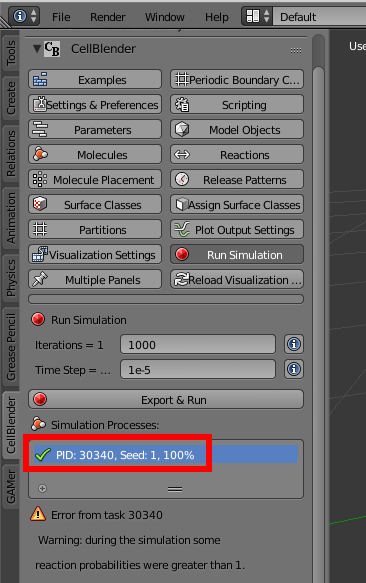 File
Render
Window
Help
Default
CellBlender
Use
Examples
Periodic Boundary C...
Settings & Preferences
Scripting
Parameters
Model Objects
Molecules
Reactions
Molecule Placement
Release Patterns
Surface Classes
Assign Surface Classes
Partitions
Plot Output Settings
Visualization Settings
Run Simulation
Multiple Panels
Reload Visualization ...
Run Simulation
Iterations = 1
1000
Time Step = ...
1e-5
Export & Run
Simulation Processes:
PID: 30340, Seed: 1, 100%
Error from task 30340
Warning: during the simulation some
reaction probabilities were greater than 1.
Tools
Create
Relations
Animation
Physics
Grease Pencil
CellBlender
GAMer